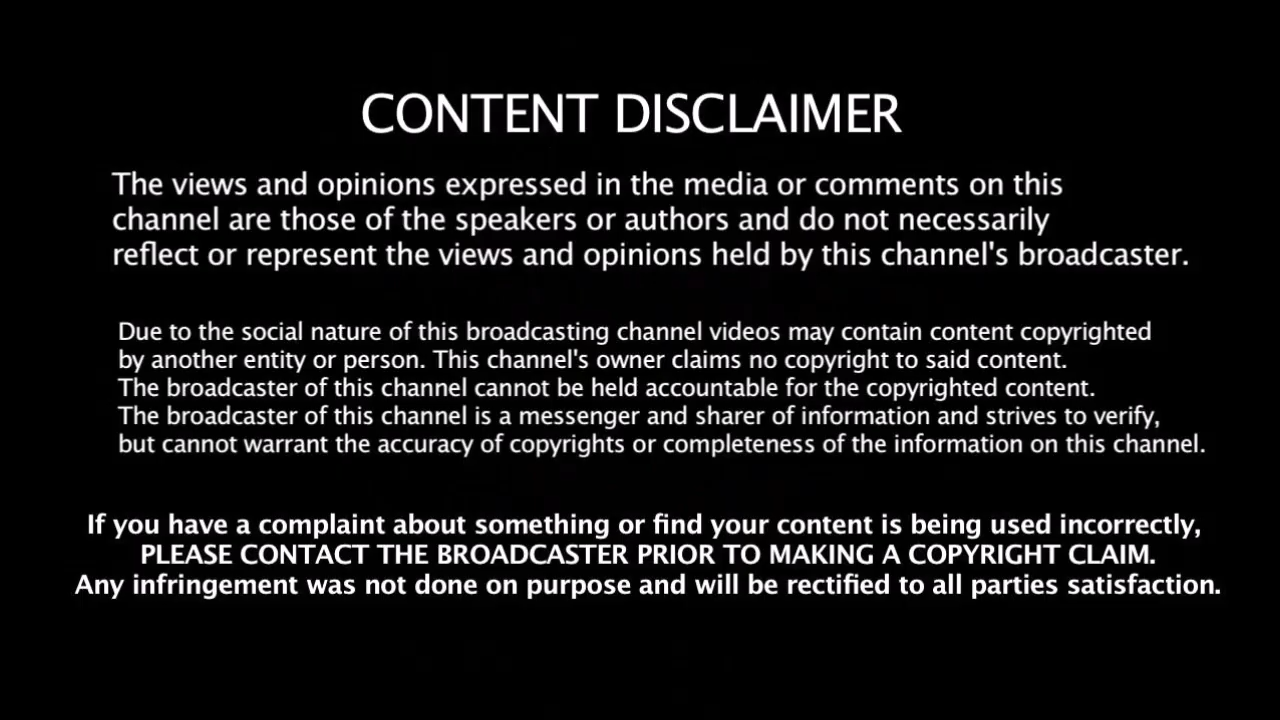 CONTENT DISCLAIMER
The views and opinions expressed in the media or comments on this
channel are those of the speakers or authors and do not necessarily
reflect or represent the views and opinions held by this channel's broadcaster.
Due to the social nature of this broadcasting channel videos may contain content copyrighted
by another entity or person. This channel's owner claims no copyright to said content.
The broadcaster of this channel cannot be held accountable for the copyrighted content.
The broadcaster of this channel is a messenger and sharer of information and strives to verify,
but cannot warrant the accuracy of copyrights or completeness of the information on this channel.
If you have a complaint about something or find your content is being used incorrectly,
PLEASE CONTACT THE BROADCASTER PRIOR TO MAKING A COPYRIGHT CLAIM.
Any infringement was not done on purpose and will be rectified to all parties satisfaction.